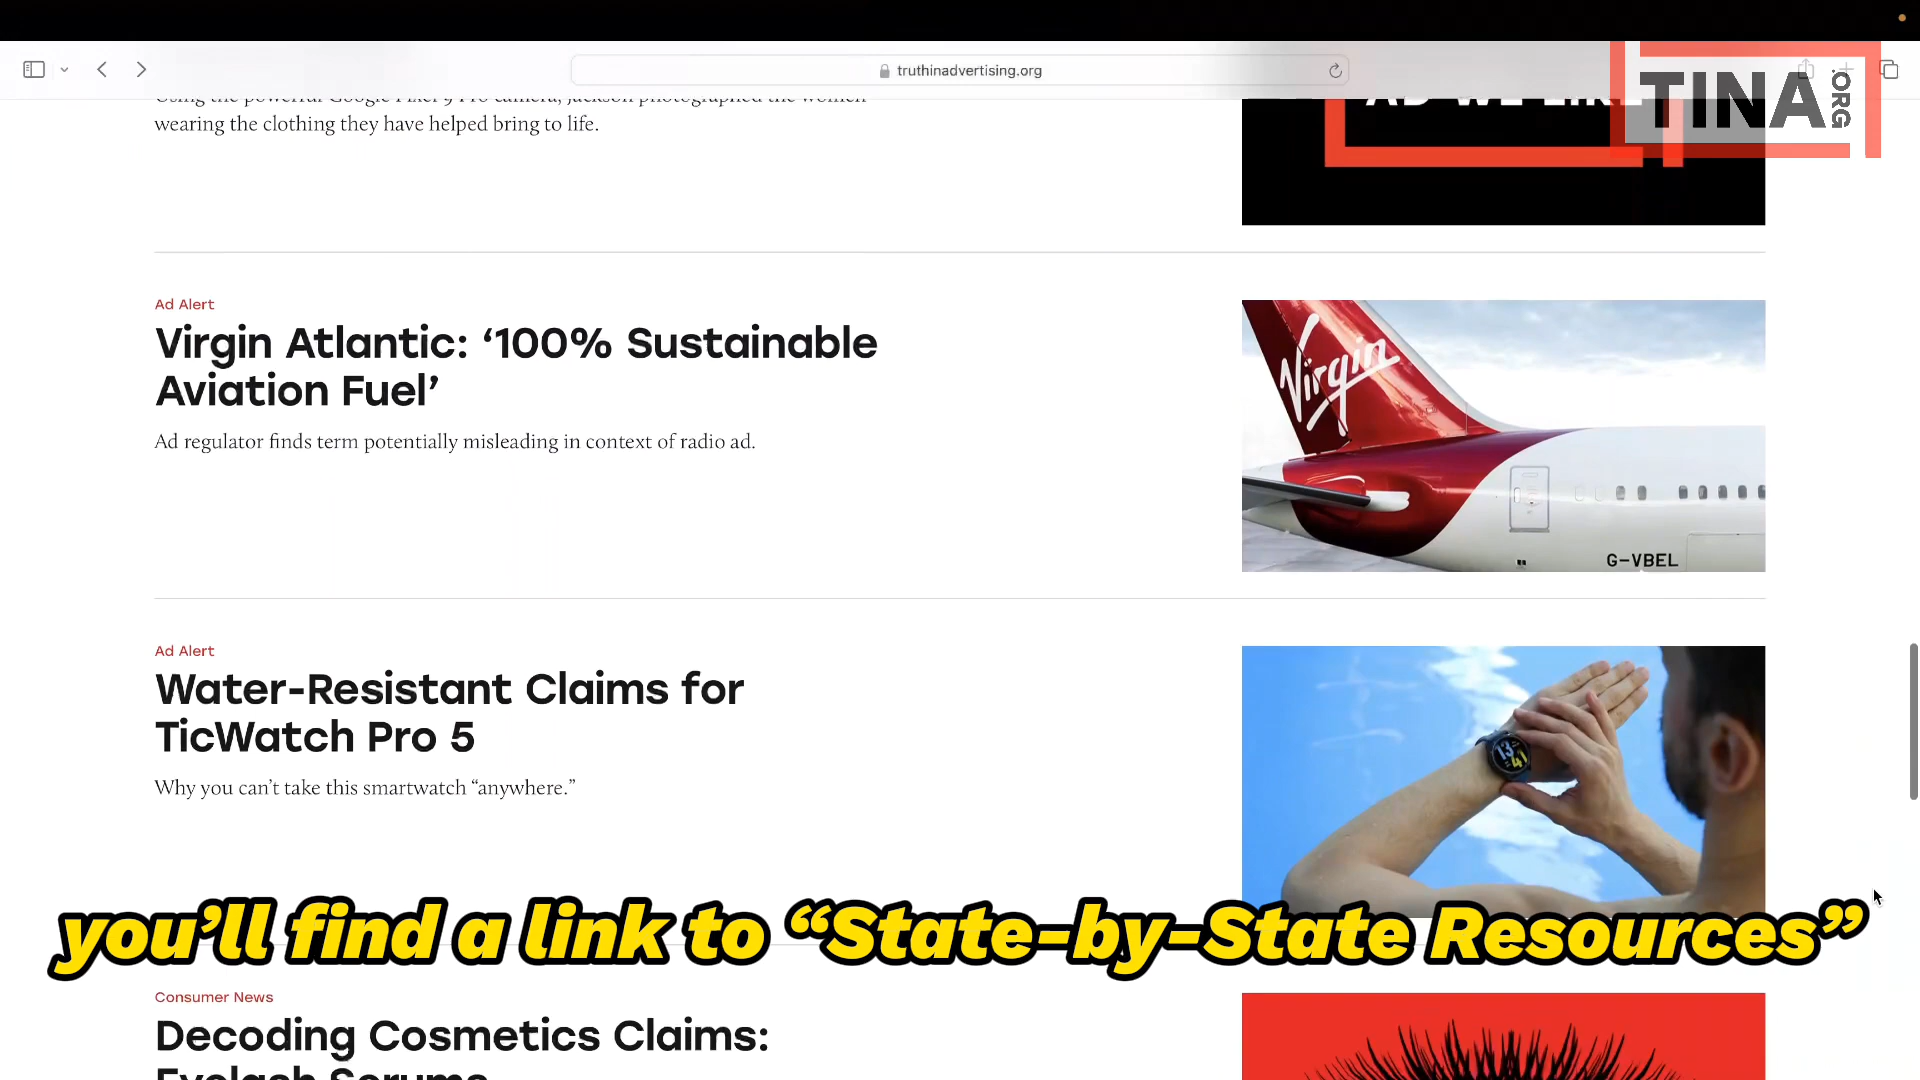 truthinadvertising.org
TINA
.ORG
AD WE LIKE
Using the powerful Google Pixel 9 Pro camera, Jackson photographed the women
wearing the clothing they have helped bring to life.
Ad Alert
Virgin Atlantic: ‘100% Sustainable
Aviation Fuel’
Ad regulator finds term potentially misleading in context of radio ad.
Virgin
G-VBEL
Ad Alert
Water-Resistant Claims for
TicWatch Pro 5
Why you can’t take this smartwatch “anywhere.”
you’ll find a link to “State-by-State Resources”
Consumer News
Decoding Cosmetics Claims:
Eyelash Serums